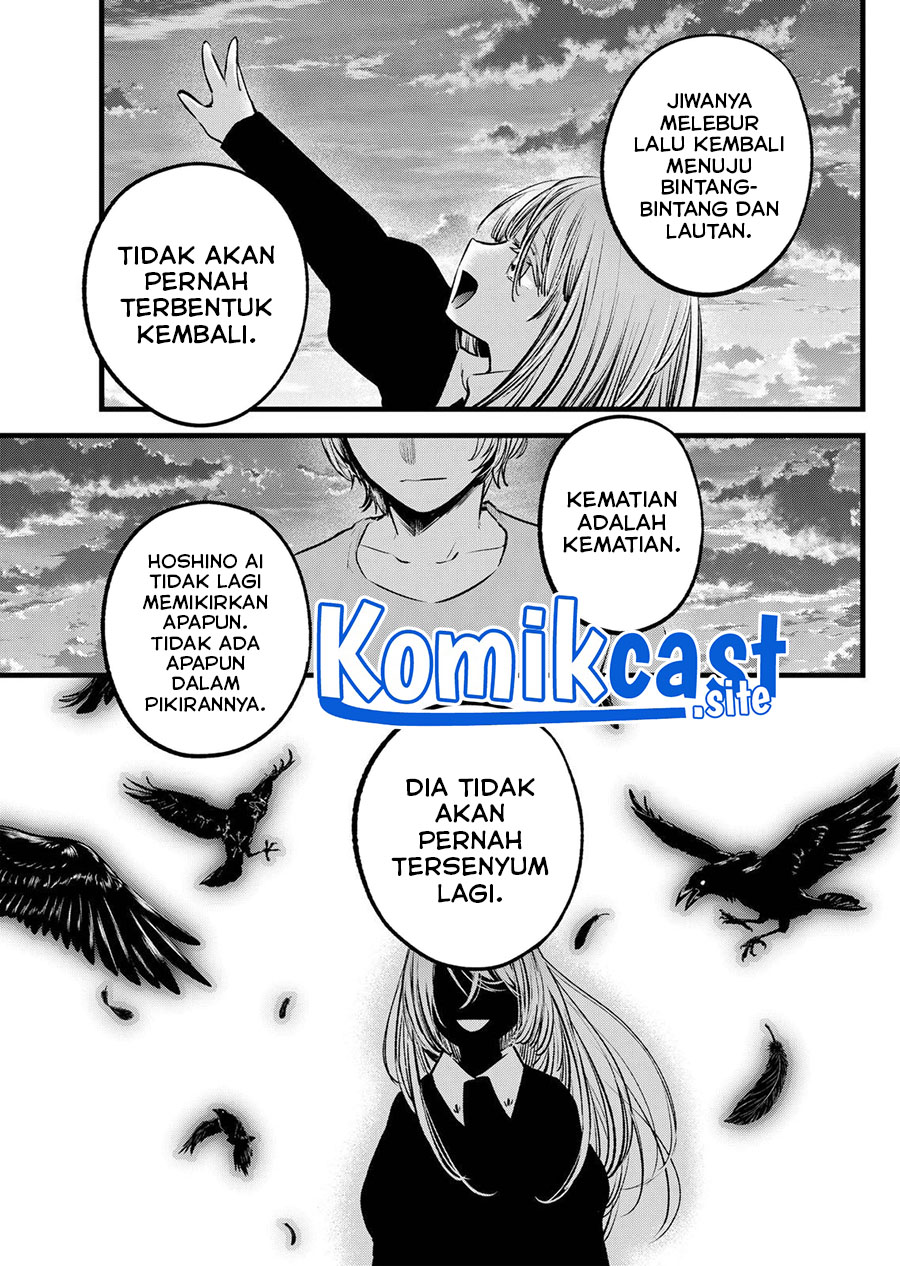 JIWANYA
MELEBUR
LALU KEMBALI
MENUJU
BINTANG-
BINTANG DAN
LAUTAN.
TIDAK AKAN
PERNAH
TERBENTUK
KEMBALI.
KEMATIAN
ADALAH
KEMATIAN.
HOSHINO AI
TIDAK LAGI
MEMIKIRKAN
APAPUN.
TIDAK ADA
APAPUN
DALAM
PIKIRANNYA.
Komikcast
.site
DIA TIDAK
AKAN
PERNAH
TERSENYUM
LAGI.